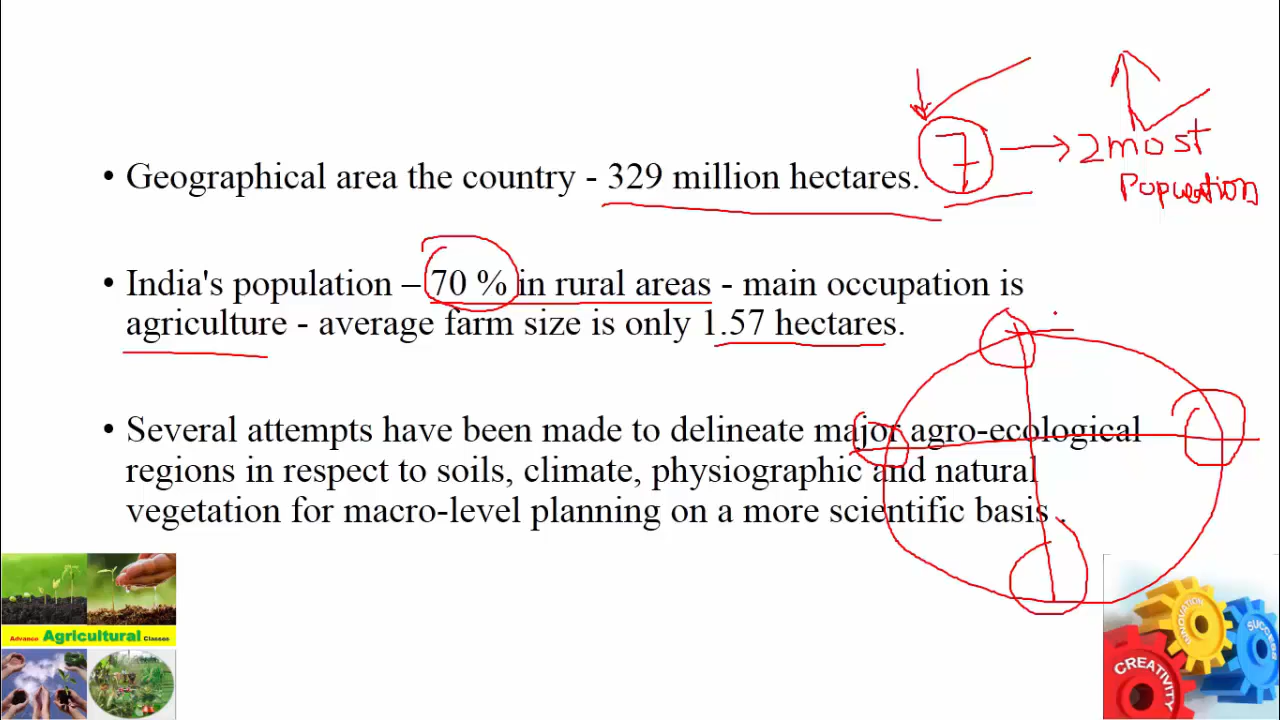 7 → 2 most
Population
• Geographical area the country - 329 million hectares.
• India's population – 70 % in rural areas - main occupation is
agriculture - average farm size is only 1.57 hectares.
• Several attempts have been made to delineate major agro-ecological
regions in respect to soils, climate, physiographic and natural
vegetation for macro-level planning on a more scientific basis .
Advance Agricultural Classes
INNOVATION
SUCCESS
CREATIVITY